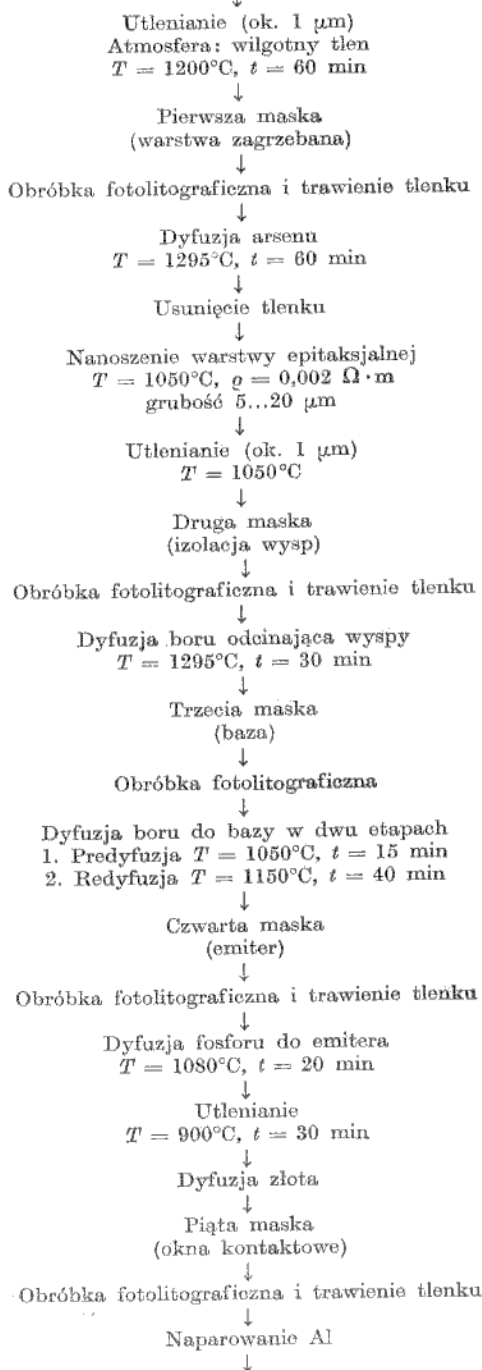 ↓
Utlenianie (ok. 1 μm)
Atmosfera: wilgotny tlen
T = 1200°C, t = 60 min
↓
Pierwsza maska
(warstwa zagrzebana)
↓
Obróbka fotolitograficzna i trawienie tlenku
↓
Dyfuzja arsenu
T = 1295°C, t = 60 min
↓
Usunięcie tlenku
↓
Nanoszenie warstwy epitaksjalnej
T = 1050°C, ϱ = 0,002 Ω·m
grubość 5...20 μm
↓
Utlenianie (ok. 1 μm)
T = 1050°C
↓
Druga maska
(izolacja wysp)
↓
Obróbka fotolitograficzna i trawienie tlenku
↓
Dyfuzja boru odcinająca wyspy
T = 1295°C, t = 30 min
↓
Trzecia maska
(baza)
↓
Obróbka fotolitograficzna
↓
Dyfuzja boru do bazy w dwu etapach
1. Predyfuzja T = 1050°C, t = 15 min
2. Redyfuzja T = 1150°C, t = 40 min
↓
Czwarta maska
(emiter)
↓
Obróbka fotolitograficzna i trawienie tlenku
↓
Dyfuzja fosforu do emitera
T = 1080°C, t = 20 min
↓
Utlenianie
T = 900°C, t = 30 min
↓
Dyfuzja złota
↓
Piąta maska
(okna kontaktowe)
↓
Obróbka fotolitograficzna i trawienie tlenku
↓
Naparowanie Al
↓